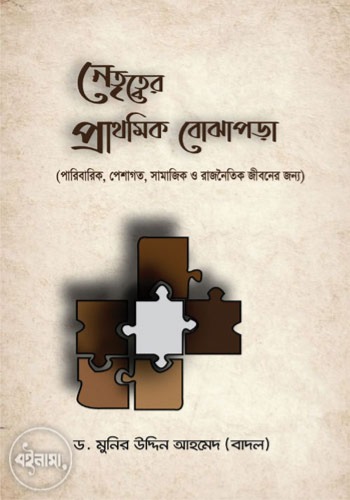 নেতৃত্বের
প্রাথমিক বোঝাপড়া
(পারিবারিক, পেশাগত, সামাজিক ও রাজনৈতিক জীবনের জন্য)
ড. মুনির উদ্দিন আহমেদ (বাদল)
বইনামা